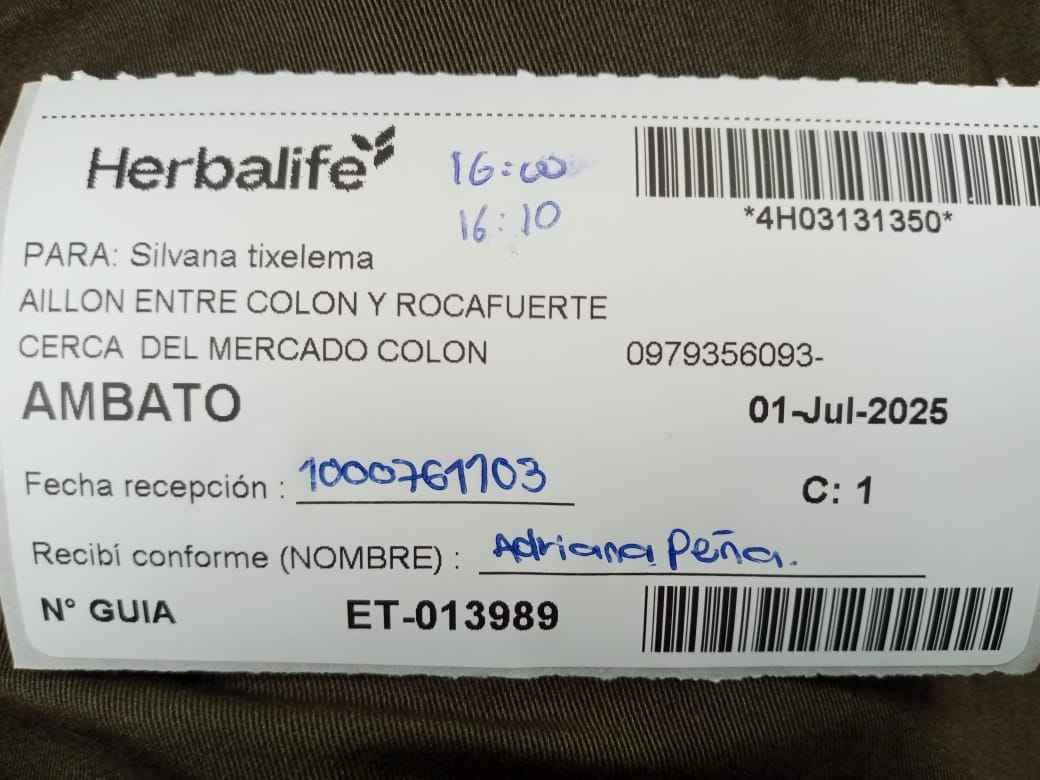 Herbalife
16:00
16:10
*4H03131350*
PARA: Silvana tixelema
AILLON ENTRE COLON Y ROCAFUERTE
CERCA DEL MERCADO COLON 0979356093-
AMBATO 01-Jul-2025
Fecha recepción : 1000761103 C: 1
Recibí conforme (NOMBRE) : Adriana Peña.
N° GUIA ET-013989